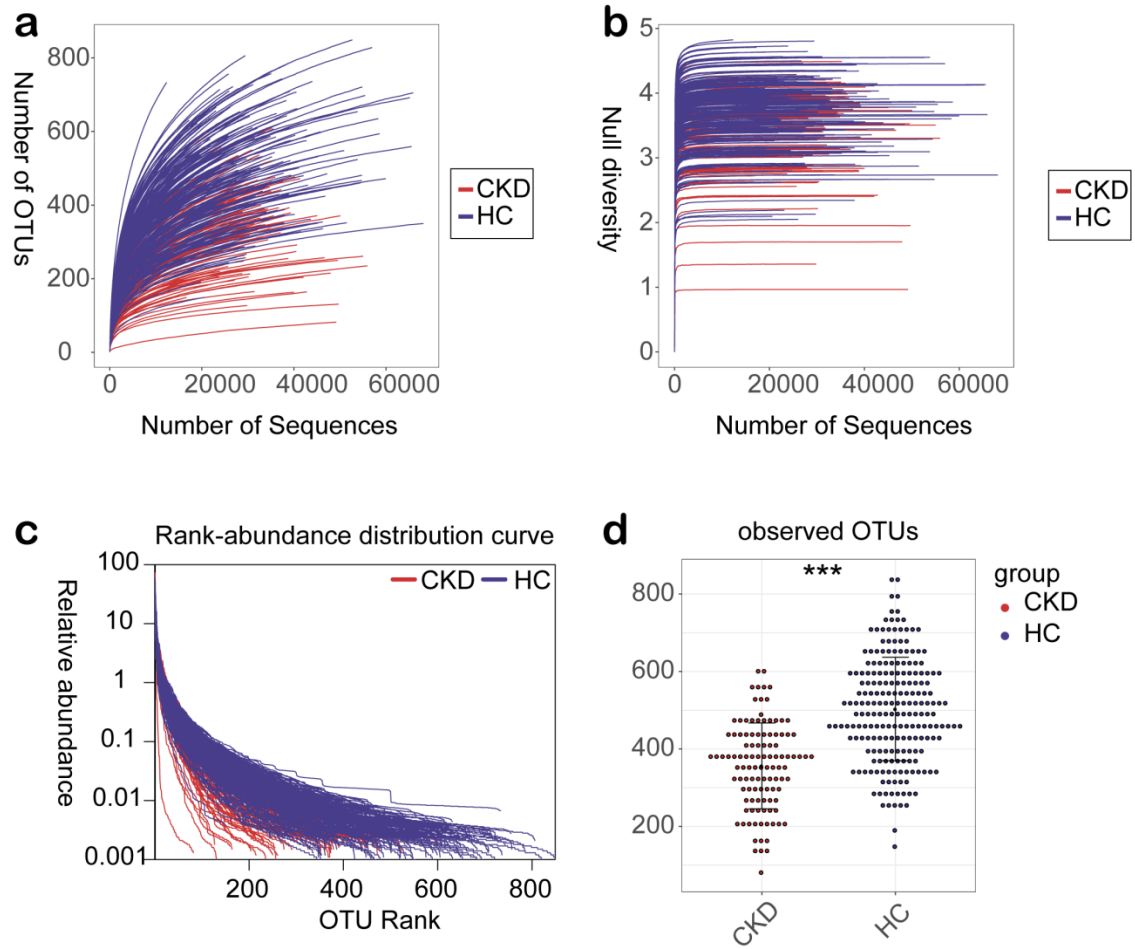 a
Number of OTUs
800
600
400
200
0
0 20000 40000 60000
Number of Sequences
CKD
HC
b
Null diversity
5
4
3
2
1
0
0 20000 40000 60000
Number of Sequences
CKD
HC
c
Rank-abundance distribution curve
CKD HC
Relative abundance
100
10
1
0.1
0.01
0.001
200 400 600 800
OTU Rank
d
observed OTUs
***
800
600
400
200
CKD HC
group
CKD
HC